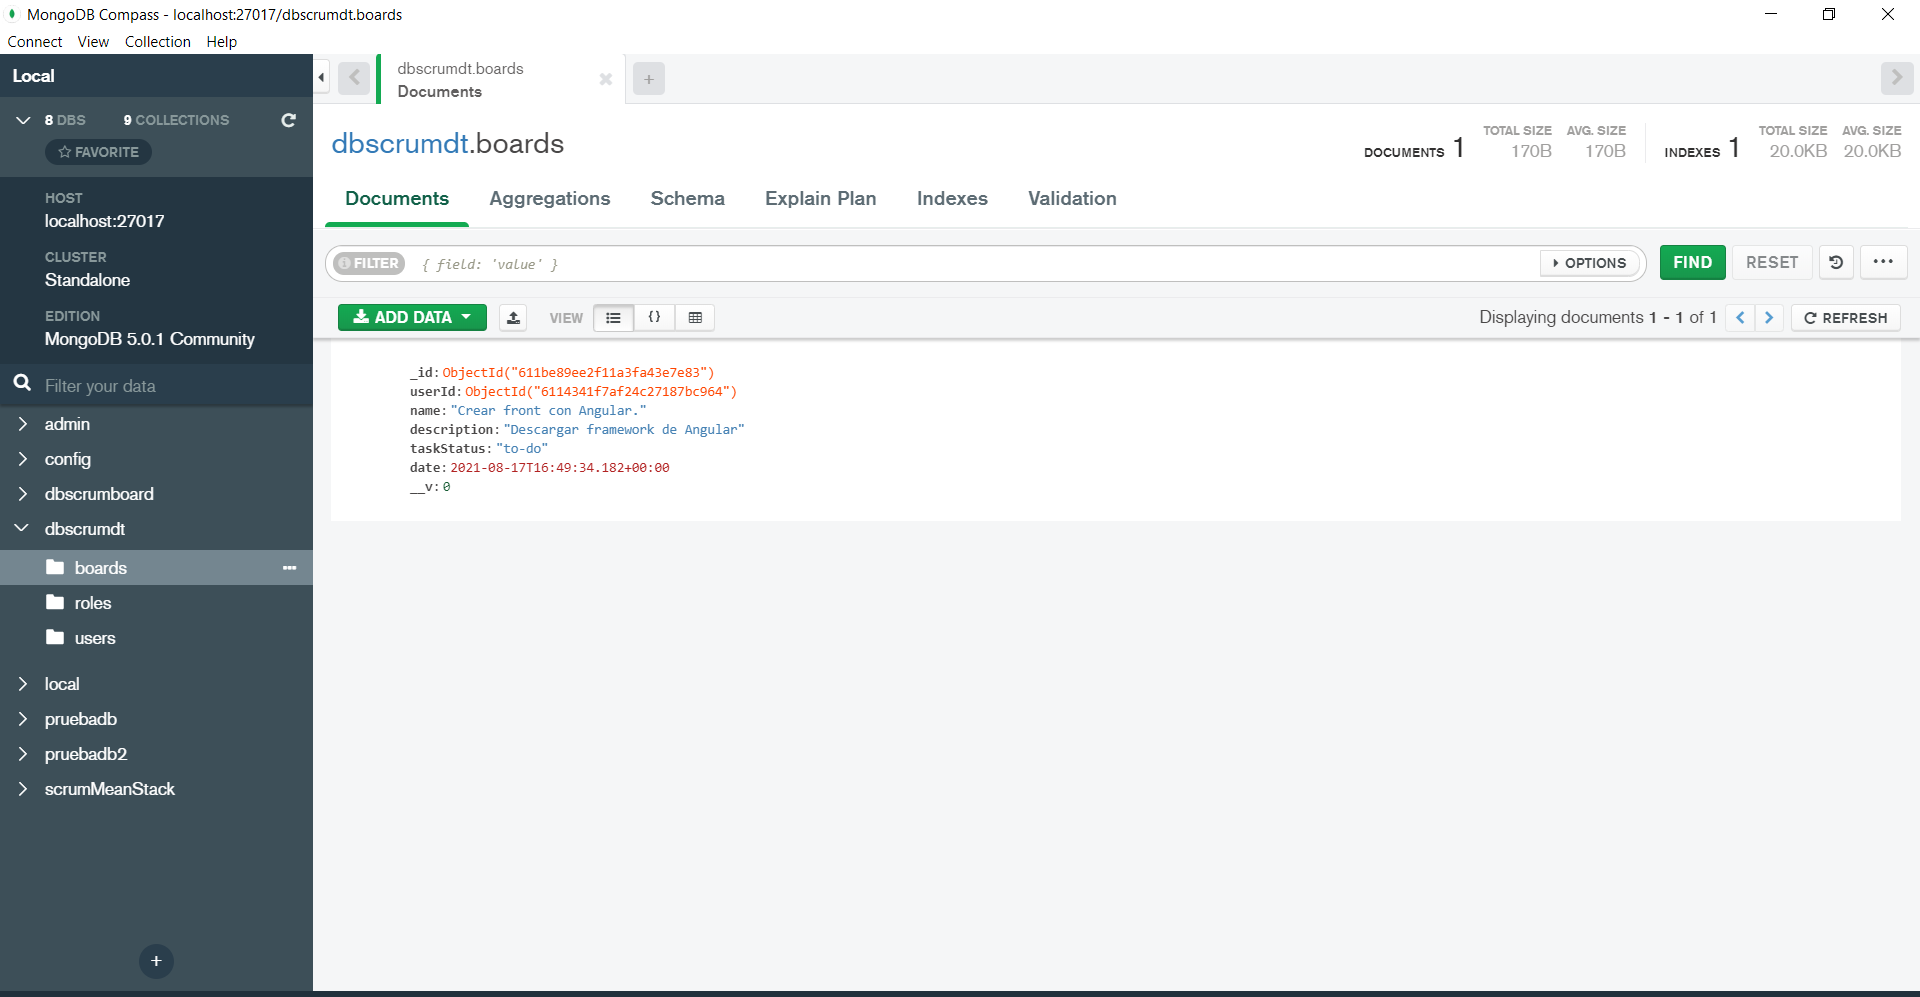 MongoDB Compass - localhost:27017/dbscrumdt.boards
Connect View Collection Help
Local
8 DBS 9 COLLECTIONS
FAVORITE
HOST
localhost:27017
CLUSTER
Standalone
EDITION
MongoDB 5.0.1 Community
Filter your data
admin
config
dbscrumboard
dbscrumdt
boards
roles
users
local
pruebadb
pruebadb2
scrumMeanStack
dbscrumdt.boards
Documents
dbscrumdt.boards
DOCUMENTS 1 TOTAL SIZE 170B AVG. SIZE 170B INDEXES 1 TOTAL SIZE 20.0KB AVG. SIZE 20.0KB
Documents Aggregations Schema Explain Plan Indexes Validation
FILTER { field: 'value' } OPTIONS FIND RESET
ADD DATA VIEW {} Displaying documents 1 - 1 of 1 REFRESH
_id: ObjectId("611be89ee2f11a3fa43e7e83")
userId: ObjectId("6114341f7af24c27187bc964")
name: "Crear front con Angular."
description: "Descargar framework de Angular"
taskStatus: "to-do"
date: 2021-08-17T16:49:34.182+00:00
__v: 0